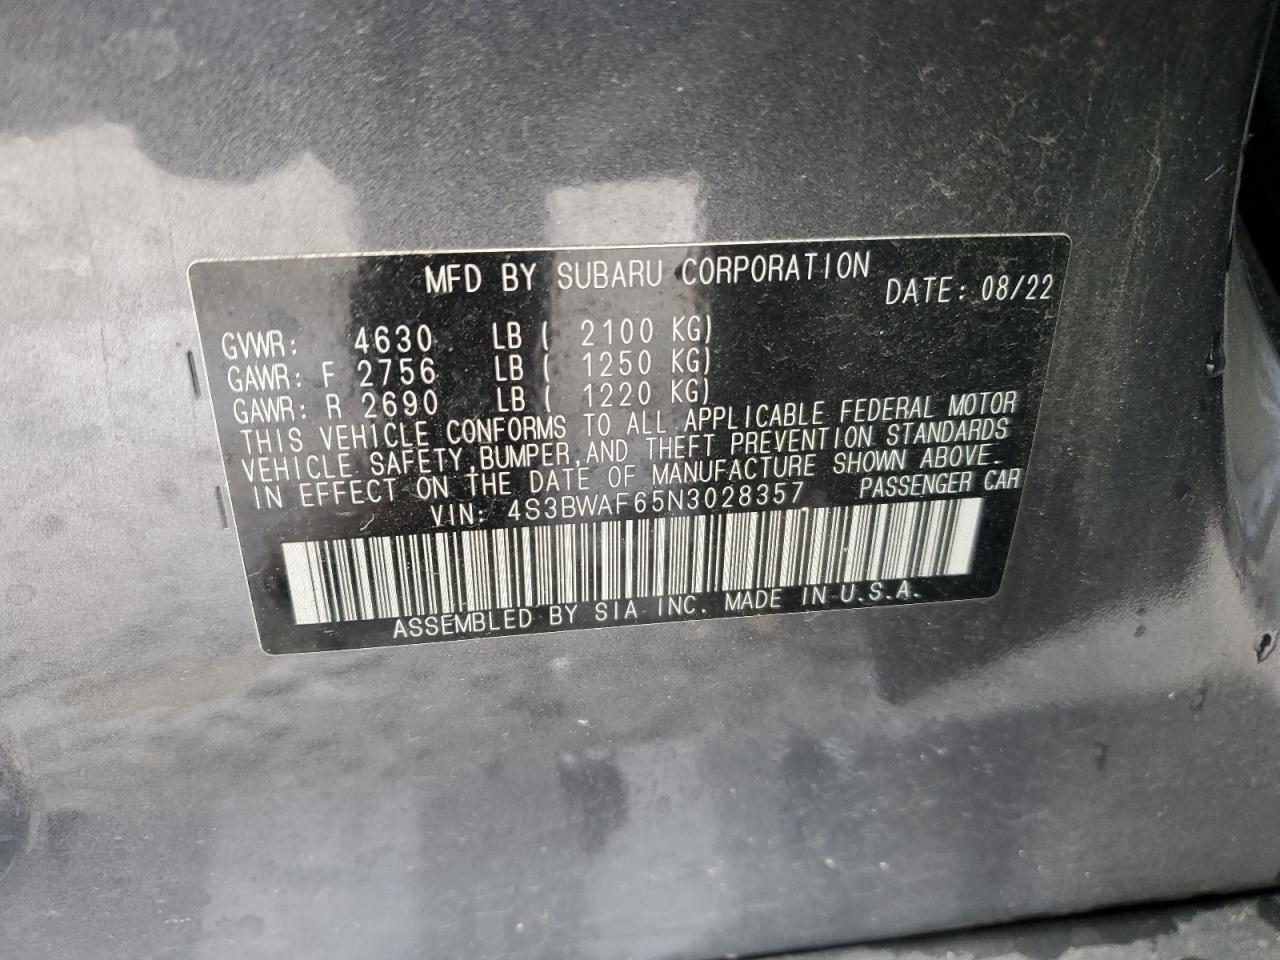 MFD BY SUBARU CORPORATION
DATE: 08/22
GVWR: 4630 LB ( 2100 KG)
GAWR: F 2756 LB ( 1250 KG)
GAWR: R 2690 LB ( 1220 KG)
THIS VEHICLE CONFORMS TO ALL APPLICABLE FEDERAL MOTOR
VEHICLE SAFETY,BUMPER,AND THEFT PREVENTION STANDARDS
IN EFFECT ON THE DATE OF MANUFACTURE SHOWN ABOVE.
VIN: 4S3BWAF65N3028357 PASSENGER CAR
ASSEMBLED BY SIA INC. MADE IN U.S.A.